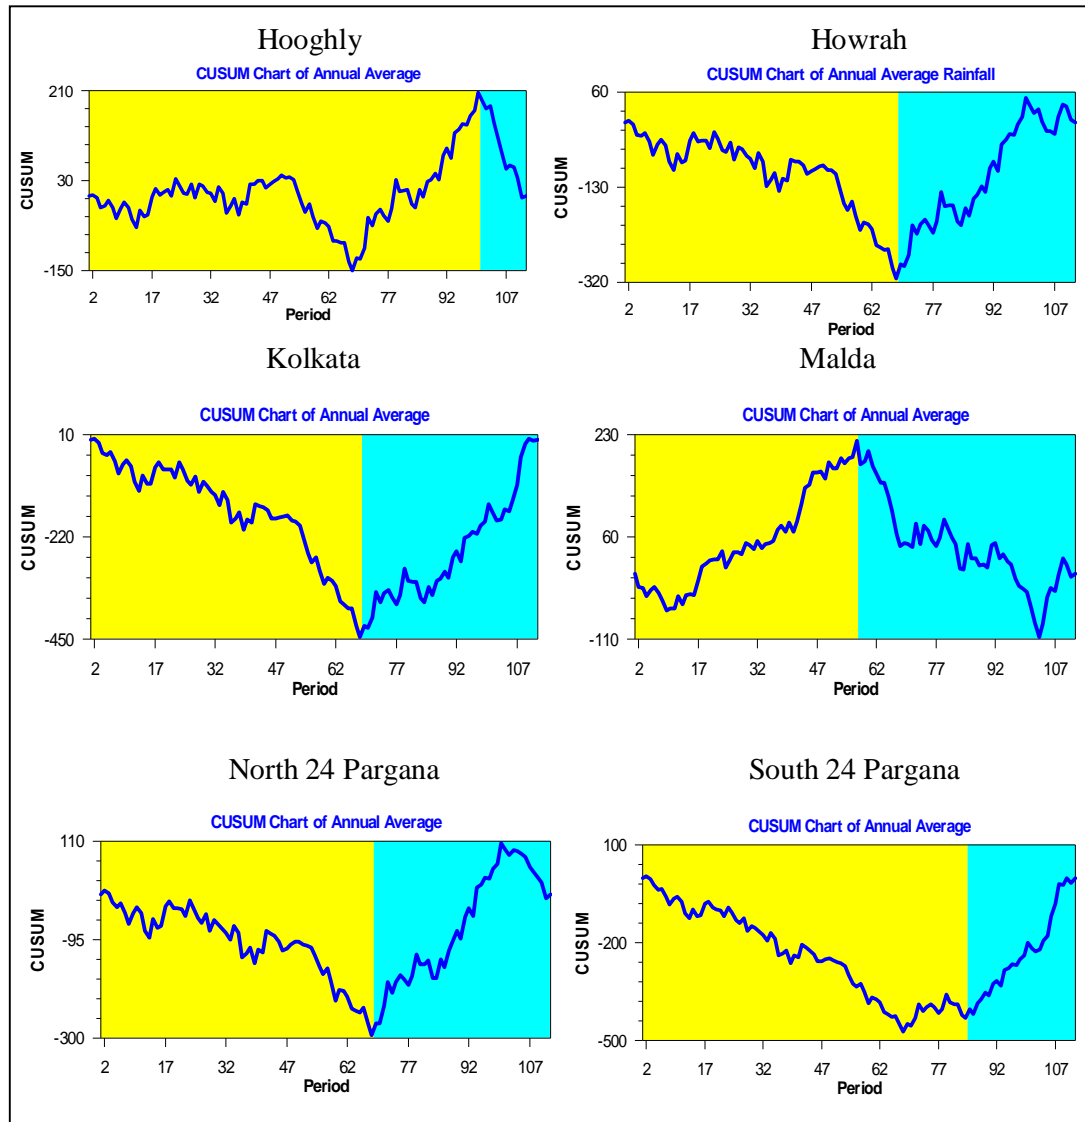 Hooghly
CUSUM Chart of Annual Average
210
30
-150
CUSUM
2 17 32 47 62 77 92 107
Period
Howrah
CUSUM Chart of Annual Average Rainfall
60
-130
-320
CUSUM
2 17 32 47 62 77 92 107
Period
Kolkata
CUSUM Chart of Annual Average
10
-220
-450
CUSUM
2 17 32 47 62 77 92 107
Period
Malda
CUSUM Chart of Annual Average
230
60
-110
CUSUM
2 17 32 47 62 77 92 107
Period
North 24 Pargana
CUSUM Chart of Annual Average
110
-95
-300
CUSUM
2 17 32 47 62 77 92 107
Period
South 24 Pargana
CUSUM Chart of Annual Average
100
-200
-500
CUSUM
2 17 32 47 62 77 92 107
Period